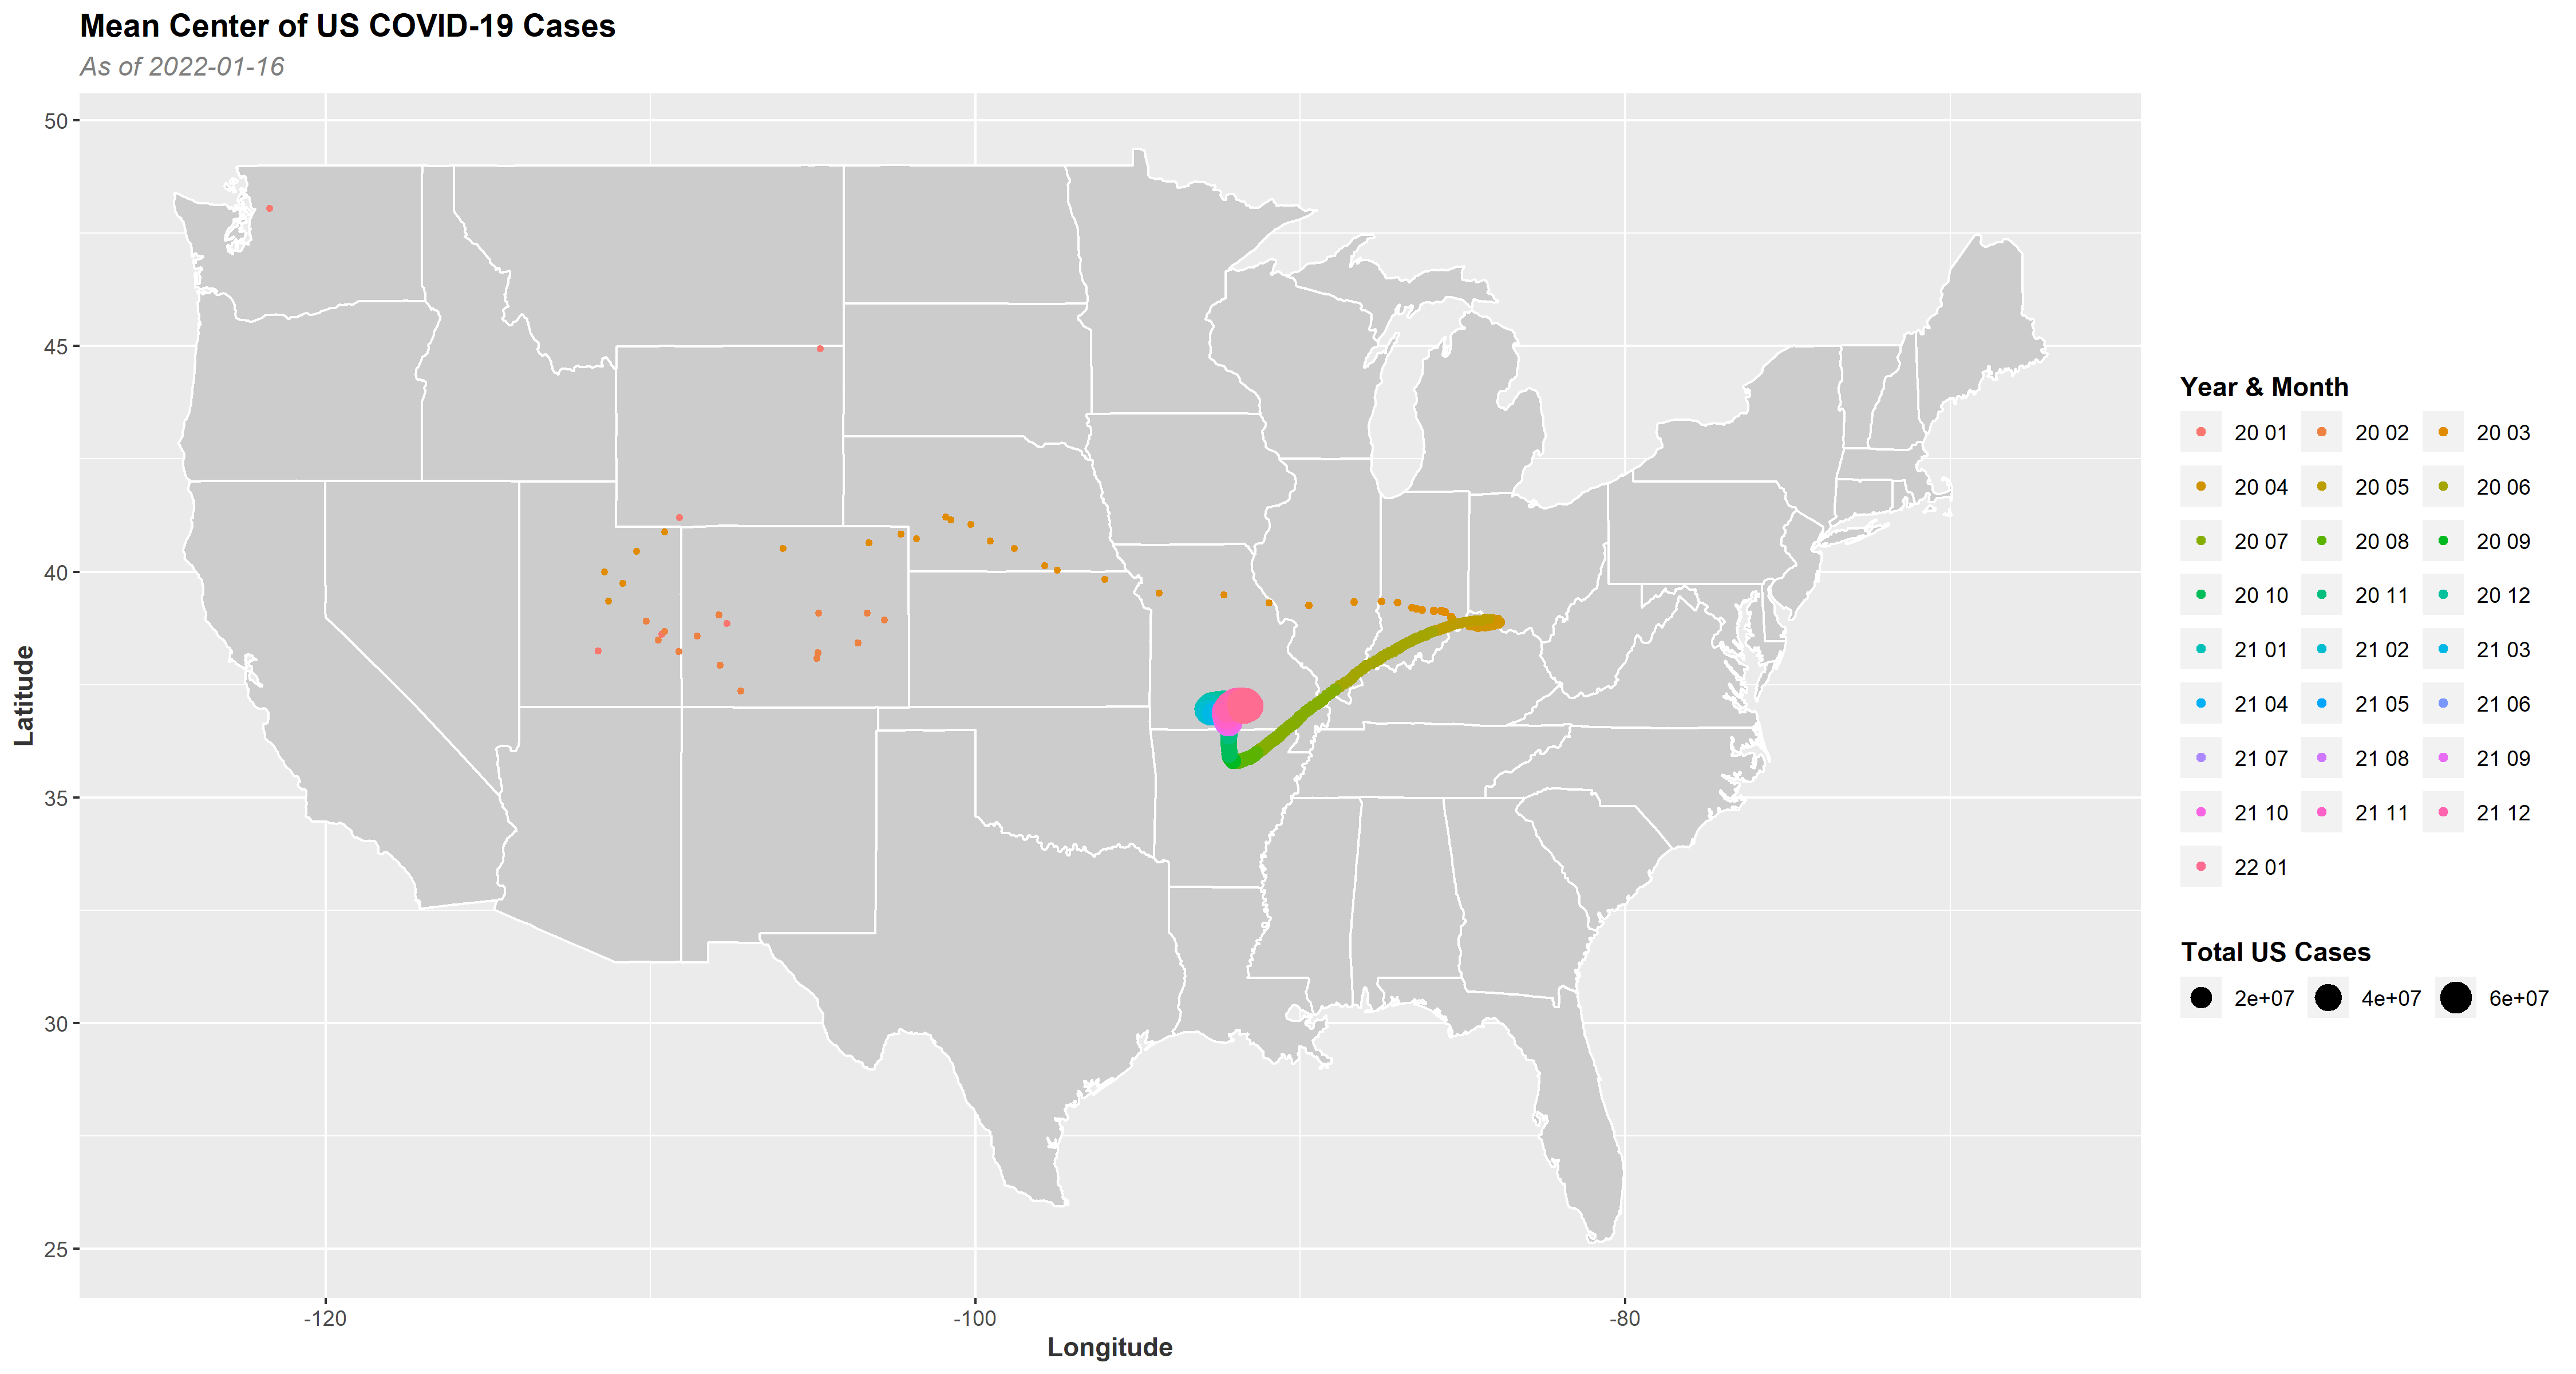 Mean Center of US COVID-19 Cases
As of 2022-01-16
50
45
40
35
30
25
Latitude
-120
-100
-80
Longitude
Year & Month
20 01 20 02 20 03
20 04 20 05 20 06
20 07 20 08 20 09
20 10 20 11 20 12
21 01 21 02 21 03
21 04 21 05 21 06
21 07 21 08 21 09
21 10 21 11 21 12
22 01
Total US Cases
2e+07 4e+07 6e+07